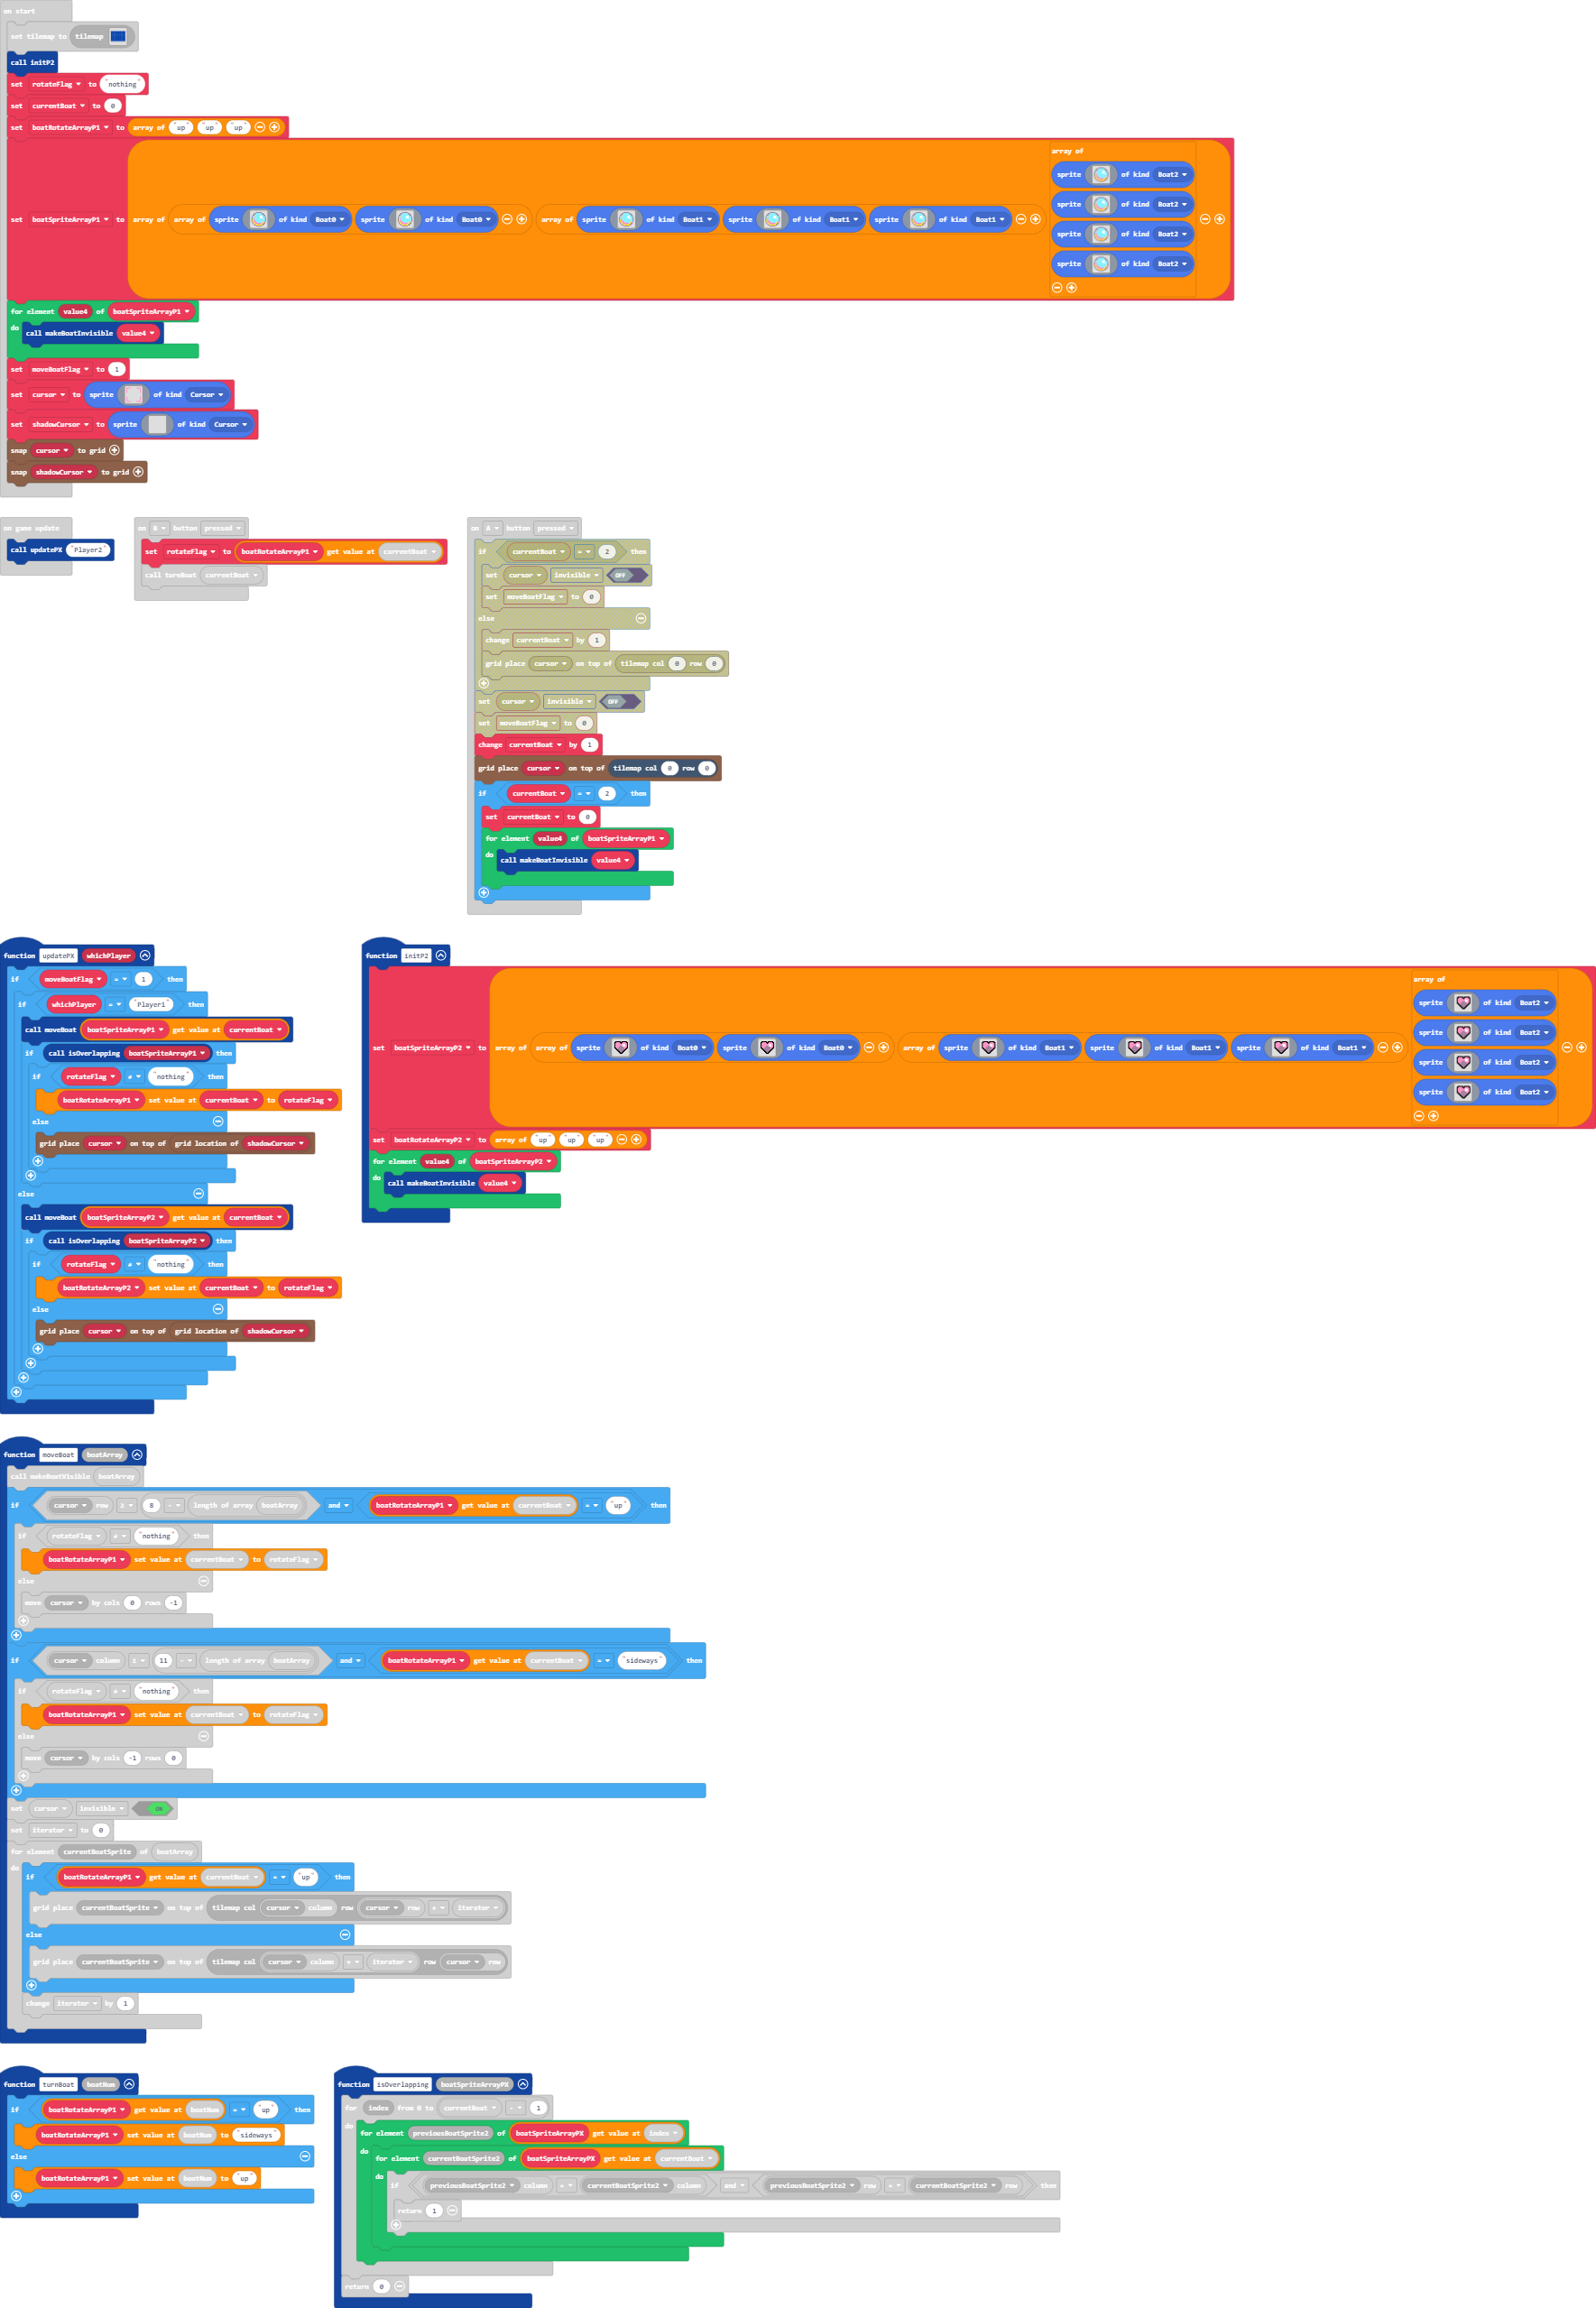 on start
set tilemap to tilemap
call initP2
set rotateFlag to "nothing"
set currentBoat to 0
set boatRotateArrayP1 to array of "up" "up" "up"
set boatSpriteArrayP1 to array of array of sprite of kind Boat0 sprite of kind Boat0 array of sprite of kind Boat1 sprite of kind Boat1 sprite of kind Boat1 array of
sprite of kind Boat2
sprite of kind Boat2
sprite of kind Boat2
sprite of kind Boat2
for element value4 of boatSpriteArrayP1
do call makeBoatInvisible value4
set moveBoatFlag to 1
set cursor to sprite of kind Cursor
set shadowCursor to sprite of kind Cursor
snap cursor to grid
snap shadowCursor to grid
on game update
call updatePX "Player2"
on B button pressed
set rotateFlag to boatRotateArrayP1 get value at currentBoat
call turnBoat currentBoat
on A button pressed
if currentBoat = 2 then
set cursor invisible OFF
set moveBoatFlag to 0
else
change currentBoat by 1
grid place cursor on top of tilemap col 0 row 0
set cursor invisible OFF
set moveBoatFlag to 0
change currentBoat by 1
grid place cursor on top of tilemap col 0 row 0
if currentBoat = 2 then
set currentBoat to 0
for element value4 of boatSpriteArrayP1
do call makeBoatInvisible value4
function updatePX whichPlayer
if moveBoatFlag = 1 then
if whichPlayer = "Player1" then
call moveBoat boatSpriteArrayP1 get value at currentBoat
if call isOverlapping boatSpriteArrayP1 then
if rotateFlag ≠ "nothing" then
boatRotateArrayP1 set value at currentBoat to rotateFlag
else
grid place cursor on top of grid location of shadowCursor
else
call moveBoat boatSpriteArrayP2 get value at currentBoat
if call isOverlapping boatSpriteArrayP2 then
if rotateFlag ≠ "nothing" then
boatRotateArrayP2 set value at currentBoat to rotateFlag
else
grid place cursor on top of grid location of shadowCursor
function initP2
set boatSpriteArrayP2 to array of array of sprite of kind Boat0 sprite of kind Boat0 array of sprite of kind Boat1 sprite of kind Boat1 sprite of kind Boat1 array of
sprite of kind Boat2
sprite of kind Boat2
sprite of kind Boat2
sprite of kind Boat2
set boatRotateArrayP2 to array of "up" "up" "up"
for element value4 of boatSpriteArrayP2
do call makeBoatInvisible value4
function moveBoat boatArray
call makeBoatVisible boatArray
if cursor row 8 - length of array boatArray and boatRotateArrayP1 get value at currentBoat = "up" then
if rotateFlag ≠ "nothing" then
boatRotateArrayP1 set value at currentBoat to rotateFlag
else
move cursor by cols 0 rows -1
if cursor column 11 - length of array boatArray and boatRotateArrayP1 get value at currentBoat = "sideways" then
if rotateFlag ≠ "nothing" then
boatRotateArrayP1 set value at currentBoat to rotateFlag
else
move cursor by cols -1 rows 0
set cursor invisible ON
set iterator to 0
for element currentBoatSprite of boatArray
do if boatRotateArrayP1 get value at currentBoat = "up" then
grid place currentBoatSprite on top of tilemap col cursor column row cursor row + iterator
else
grid place currentBoatSprite on top of tilemap col cursor column + iterator row cursor row
change iterator by 1
function turnBoat boatNum
if boatRotateArrayP1 get value at boatNum = "up" then
boatRotateArrayP1 set value at boatNum to "sideways"
else
boatRotateArrayP1 set value at boatNum to "up"
function isOverlapping boatSpriteArrayPX
for index from 0 to currentBoat - 1
do for element previousBoatSprite2 of boatSpriteArrayPX get value at index
do for element currentBoatSprite2 of boatSpriteArrayPX get value at currentBoat
do if previousBoatSprite2 column = currentBoatSprite2 column and previousBoatSprite2 row = currentBoatSprite2 row then
return 1
return 0